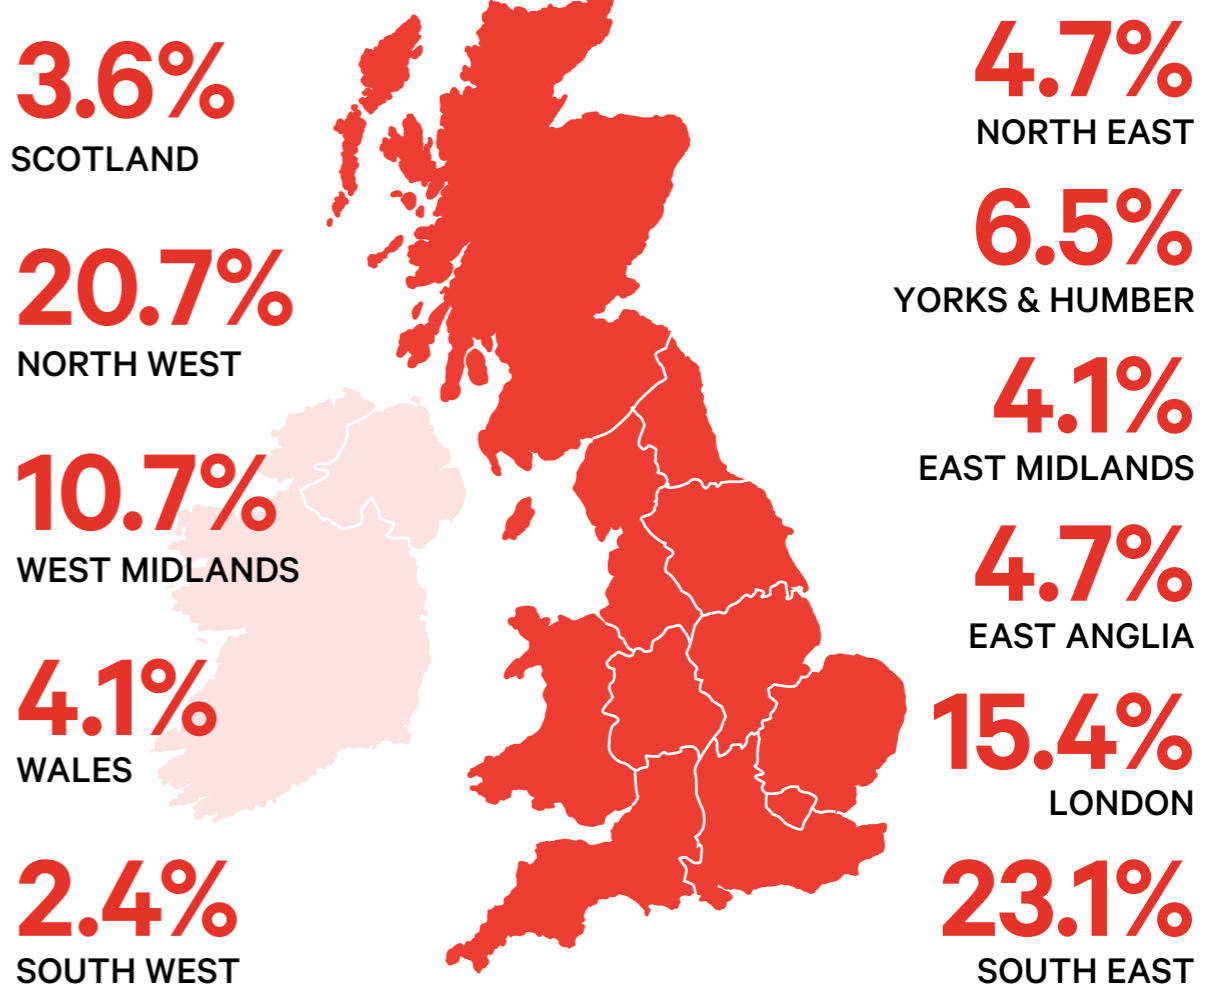 3.6%
SCOTLAND
20.7%
NORTH WEST
10.7%
WEST MIDLANDS
4.1%
WALES
2.4%
SOUTH WEST
4.7%
NORTH EAST
6.5%
YORKS & HUMBER
4.1%
EAST MIDLANDS
4.7%
EAST ANGLIA
15.4%
LONDON
23.1%
SOUTH EAST